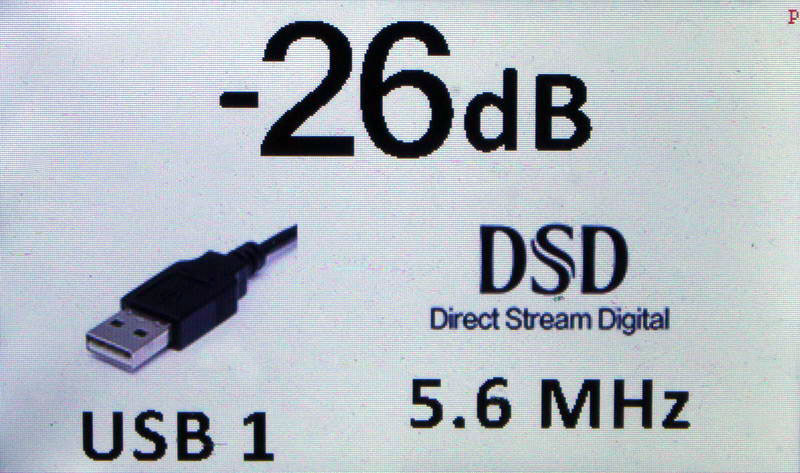 P
-26dB
DSD
Direct Stream Digital
5.6 MHz
USB 1